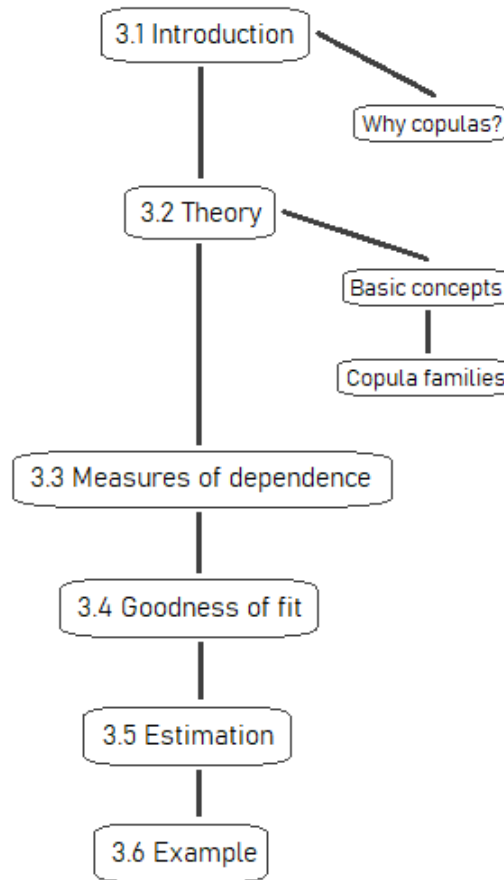 3.1 Introduction
Why copulas?
3.2 Theory
Basic concepts
Copula families
3.3 Measures of dependence
3.4 Goodness of fit
3.5 Estimation
3.6 Example